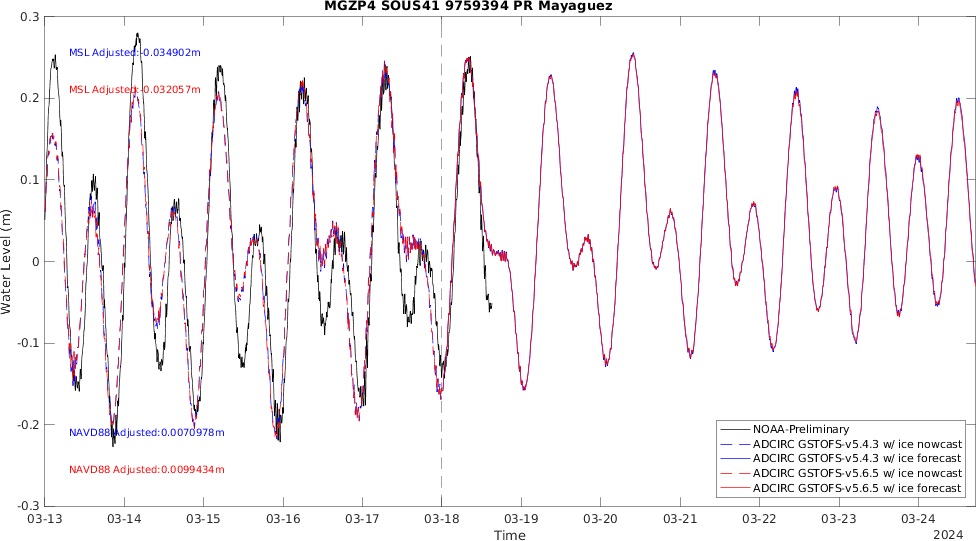 MGZP4 SOUS41 9759394 PR Mayaguez
0.3
0.2
0.1
0
-0.1
-0.2
-0.3
Water Level (m)
MSL Adjusted:-0.034902m
MSL Adjusted:-0.032057m
NAVD88 Adjusted:0.0070978m
NAVD88 Adjusted:0.0099434m
NOAA-Preliminary
ADCIRC GSTOFS-v5.4.3 w/ ice nowcast
ADCIRC GSTOFS-v5.4.3 w/ ice forecast
ADCIRC GSTOFS-v5.6.5 w/ ice nowcast
ADCIRC GSTOFS-v5.6.5 w/ ice forecast
03-13 03-14 03-15 03-16 03-17 03-18 03-19 03-20 03-21 03-22 03-23 03-24
Time
2024